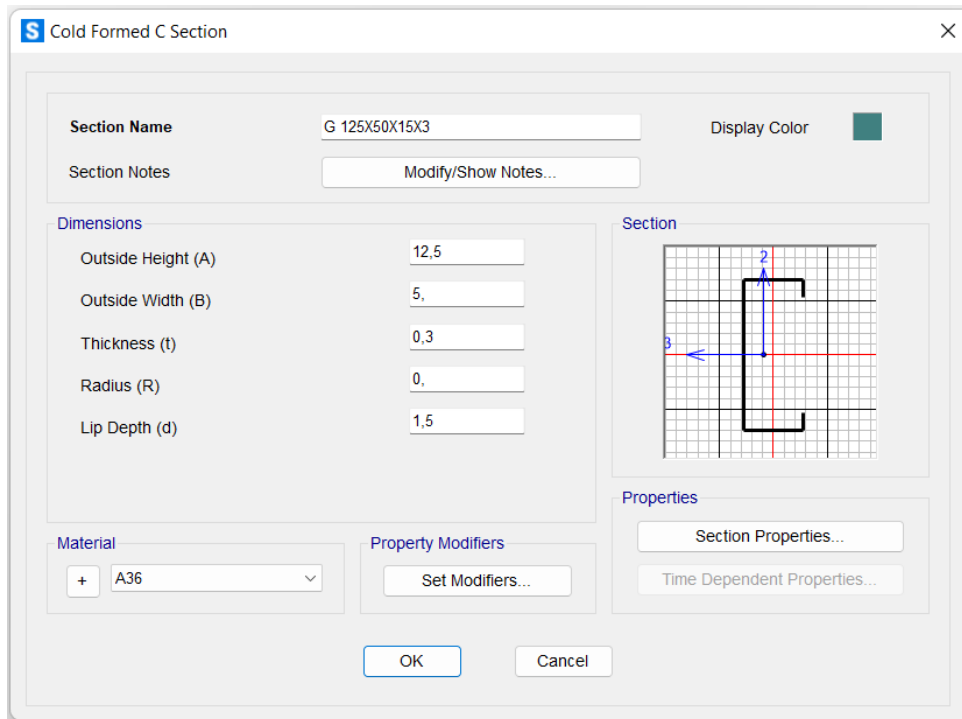 S Cold Formed C Section
Section Name G 125X50X15X3 Display Color
Section Notes Modify/Show Notes...
Dimensions
Outside Height (A) 12,5
Outside Width (B) 5,
Thickness (t) 0,3
Radius (R) 0,
Lip Depth (d) 1,5
Section
2
3
Material
+ A36
Property Modifiers
Set Modifiers...
Properties
Section Properties...
Time Dependent Properties...
OK Cancel